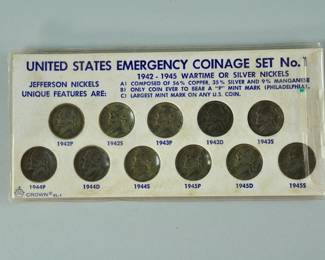 UNITED STATES EMERGENCY COINAGE SET No. 1
1942 - 1945 WARTIME OR SILVER NICKELS
JEFFERSON NICKELS
UNIQUE FEATURES ARE:
A) COMPOSED OF 56% COPPER, 35% SILVER AND 9% MANGANESE
B) ONLY COIN EVER TO BEAR A "P" MINT MARK (PHILADELPHIA).
C) LARGEST MINT MARK ON ANY U.S. COIN.
1942P 1942S 1943P 1943D 1943S
1944P 1944D 1944S 1945P 1945D 1945S
CROWN®